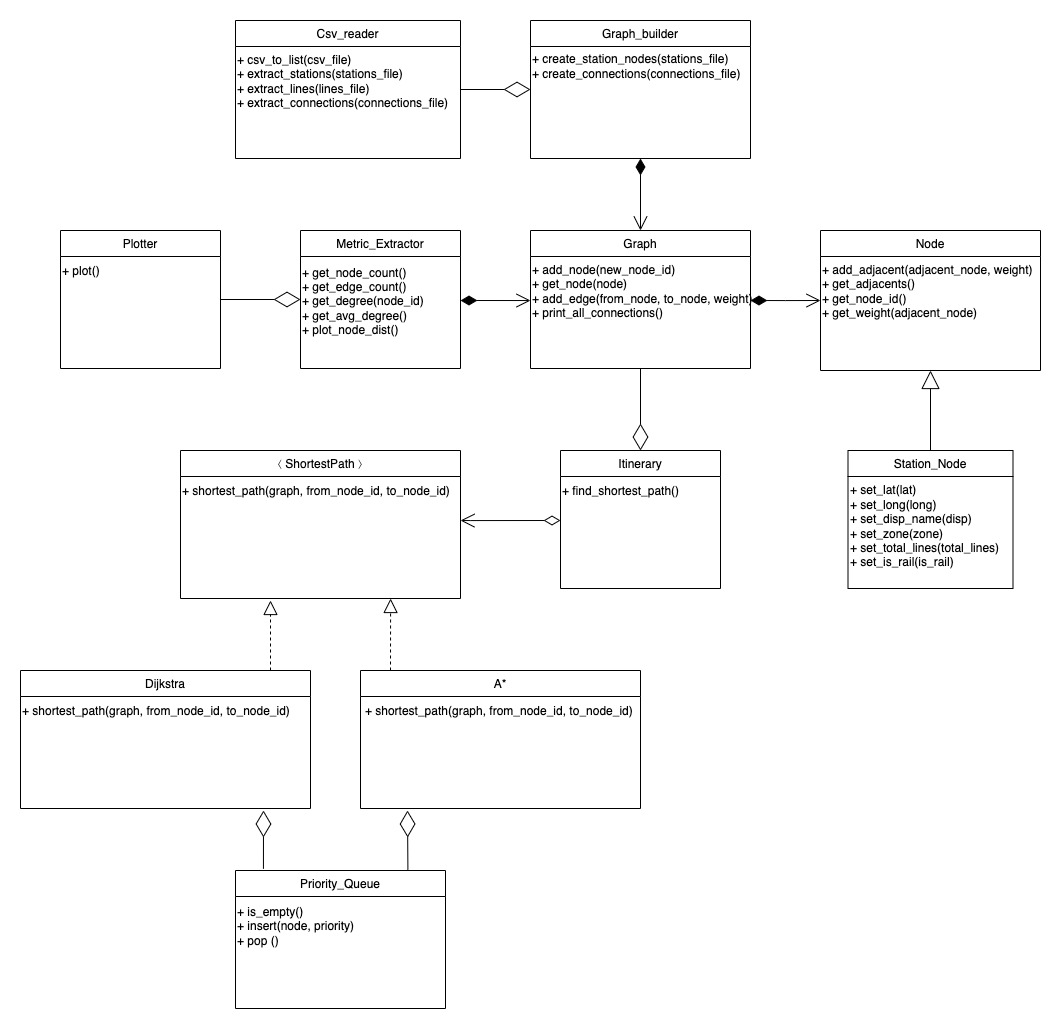 Csv_reader
+ csv_to_list(csv_file)
+ extract_stations(stations_file)
+ extract_lines(lines_file)
+ extract_connections(connections_file)
Graph_builder
+ create_station_nodes(stations_file)
+ create_connections(connections_file)
Plotter
+ plot()
Metric_Extractor
+ get_node_count()
+ get_edge_count()
+ get_degree(node_id)
+ get_avg_degree()
+ plot_node_dist()
Graph
+ add_node(new_node_id)
+ get_node(node)
+ add_edge(from_node, to_node, weight)
+ print_all_connections()
Node
+ add_adjacent(adjacent_node, weight)
+ get_adjacents()
+ get_node_id()
+ get_weight(adjacent_node)
〈 ShortestPath 〉
+ shortest_path(graph, from_node_id, to_node_id)
Itinerary
+ find_shortest_path()
Station_Node
+ set_lat(lat)
+ set_long(long)
+ set_disp_name(disp)
+ set_zone(zone)
+ set_total_lines(total_lines)
+ set_is_rail(is_rail)
Dijkstra
+ shortest_path(graph, from_node_id, to_node_id)
A*
+ shortest_path(graph, from_node_id, to_node_id)
Priority_Queue
+ is_empty()
+ insert(node, priority)
+ pop ()